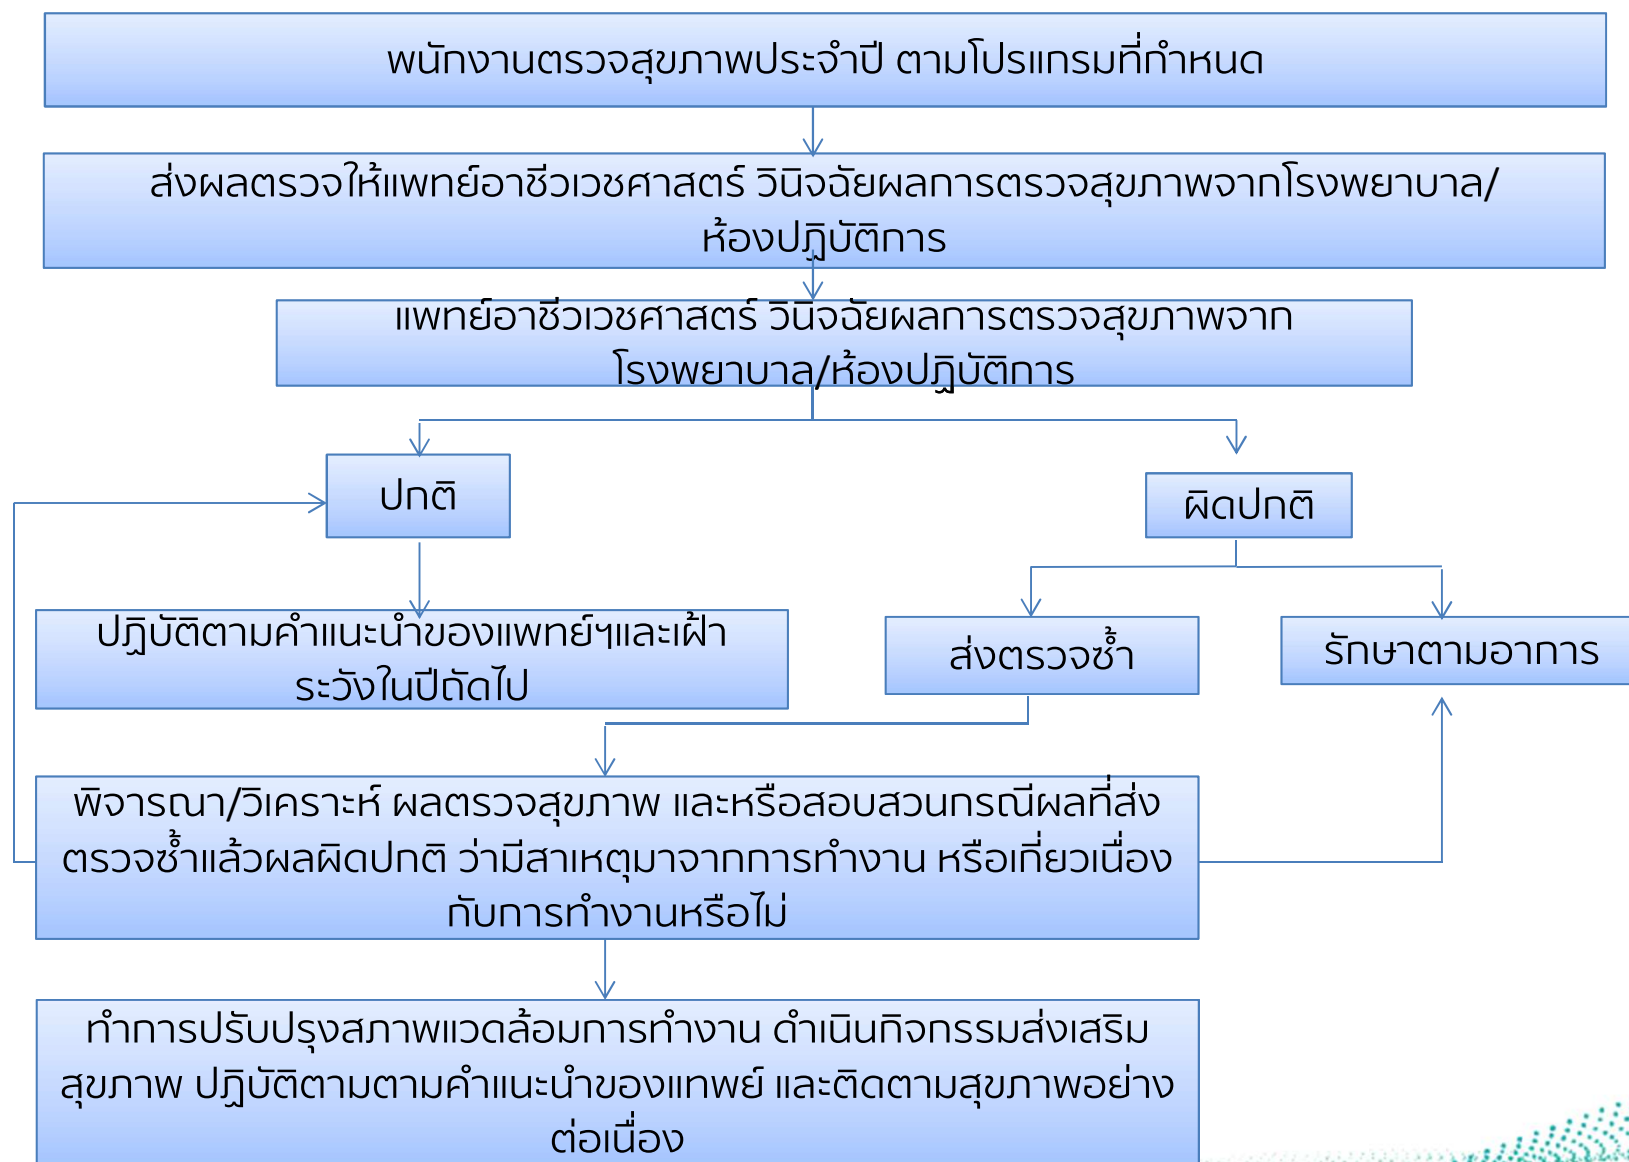 พนักงานตรวจสุขภาพประจำปี ตามโปรแกรมที่กำหนด
ส่งผลตรวจให้แพทย์อาชีวเวชศาสตร์ วินิจฉัยผลการตรวจสุขภาพจากโรงพยาบาล/
ห้องปฏิบัติการ
แพทย์อาชีวเวชศาสตร์ วินิจฉัยผลการตรวจสุขภาพจาก
โรงพยาบาล/ห้องปฏิบัติการ
ปกติ
ผิดปกติ
ปฏิบัติตามคำแนะนำของแพทย์ฯและเฝ้า
ระวังในปีถัดไป
ส่งตรวจซ้ำ
รักษาตามอาการ
พิจารณา/วิเคราะห์ ผลตรวจสุขภาพ และหรือสอบสวนกรณีผลที่ส่ง
ตรวจซ้ำแล้วผลผิดปกติ ว่ามีสาเหตุมาจากการทำงาน หรือเกี่ยวเนื่อง
กับการทำงานหรือไม่
ทำการปรับปรุงสภาพแวดล้อมการทำงาน ดำเนินกิจกรรมส่งเสริม
สุขภาพ ปฏิบัติตามตามคำแนะนำของแทพย์ และติดตามสุขภาพอย่าง
ต่อเนื่อง